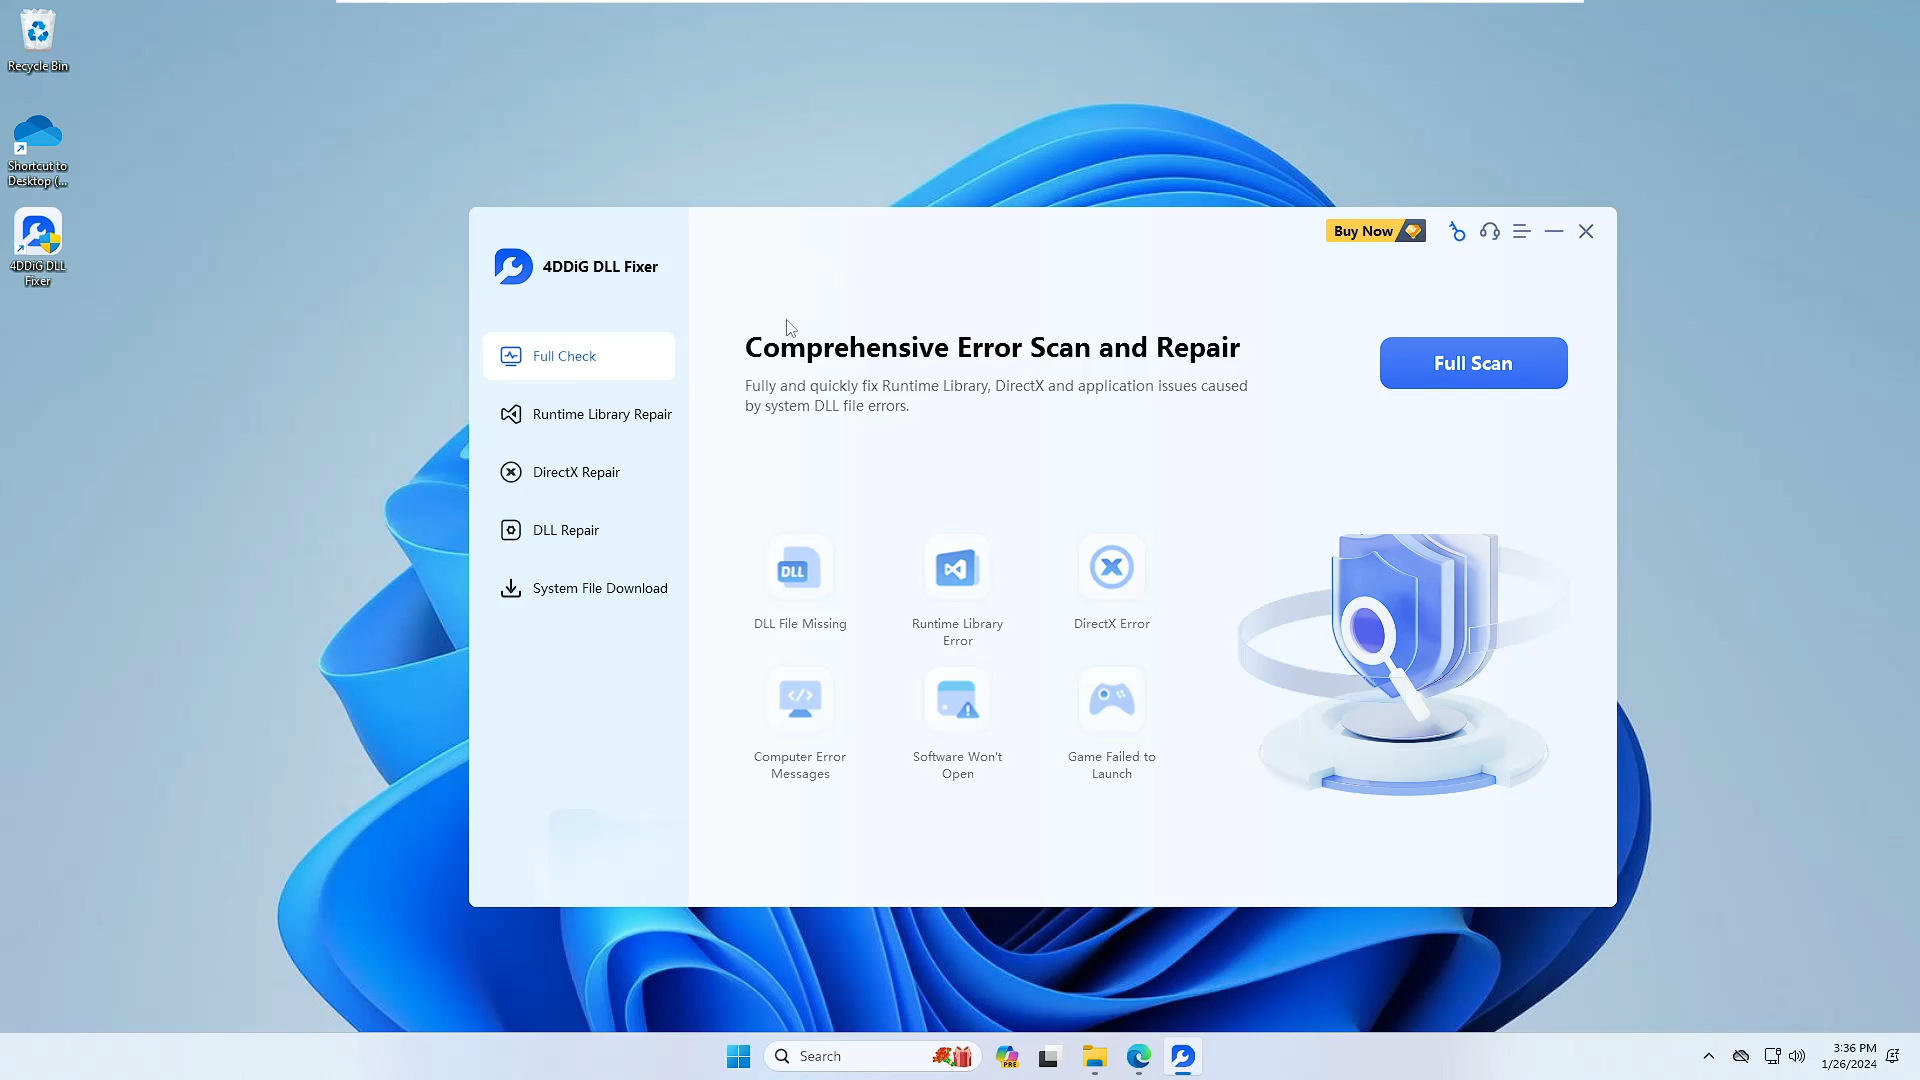 Recycle Bin
Shortcut to
Desktop (...
4DDiG DLL
Fixer
Buy Now
4DDiG DLL Fixer
Full Check
Runtime Library Repair
DirectX Repair
DLL Repair
System File Download
Comprehensive Error Scan and Repair
Fully and quickly fix Runtime Library, DirectX and application issues caused
by system DLL file errors.
Full Scan
DLL
DLL File Missing
Runtime Library
Error
DirectX Error
Computer Error
Messages
Software Won't
Open
Game Failed to
Launch
Search
PRE
3:36 PM
1/26/2024